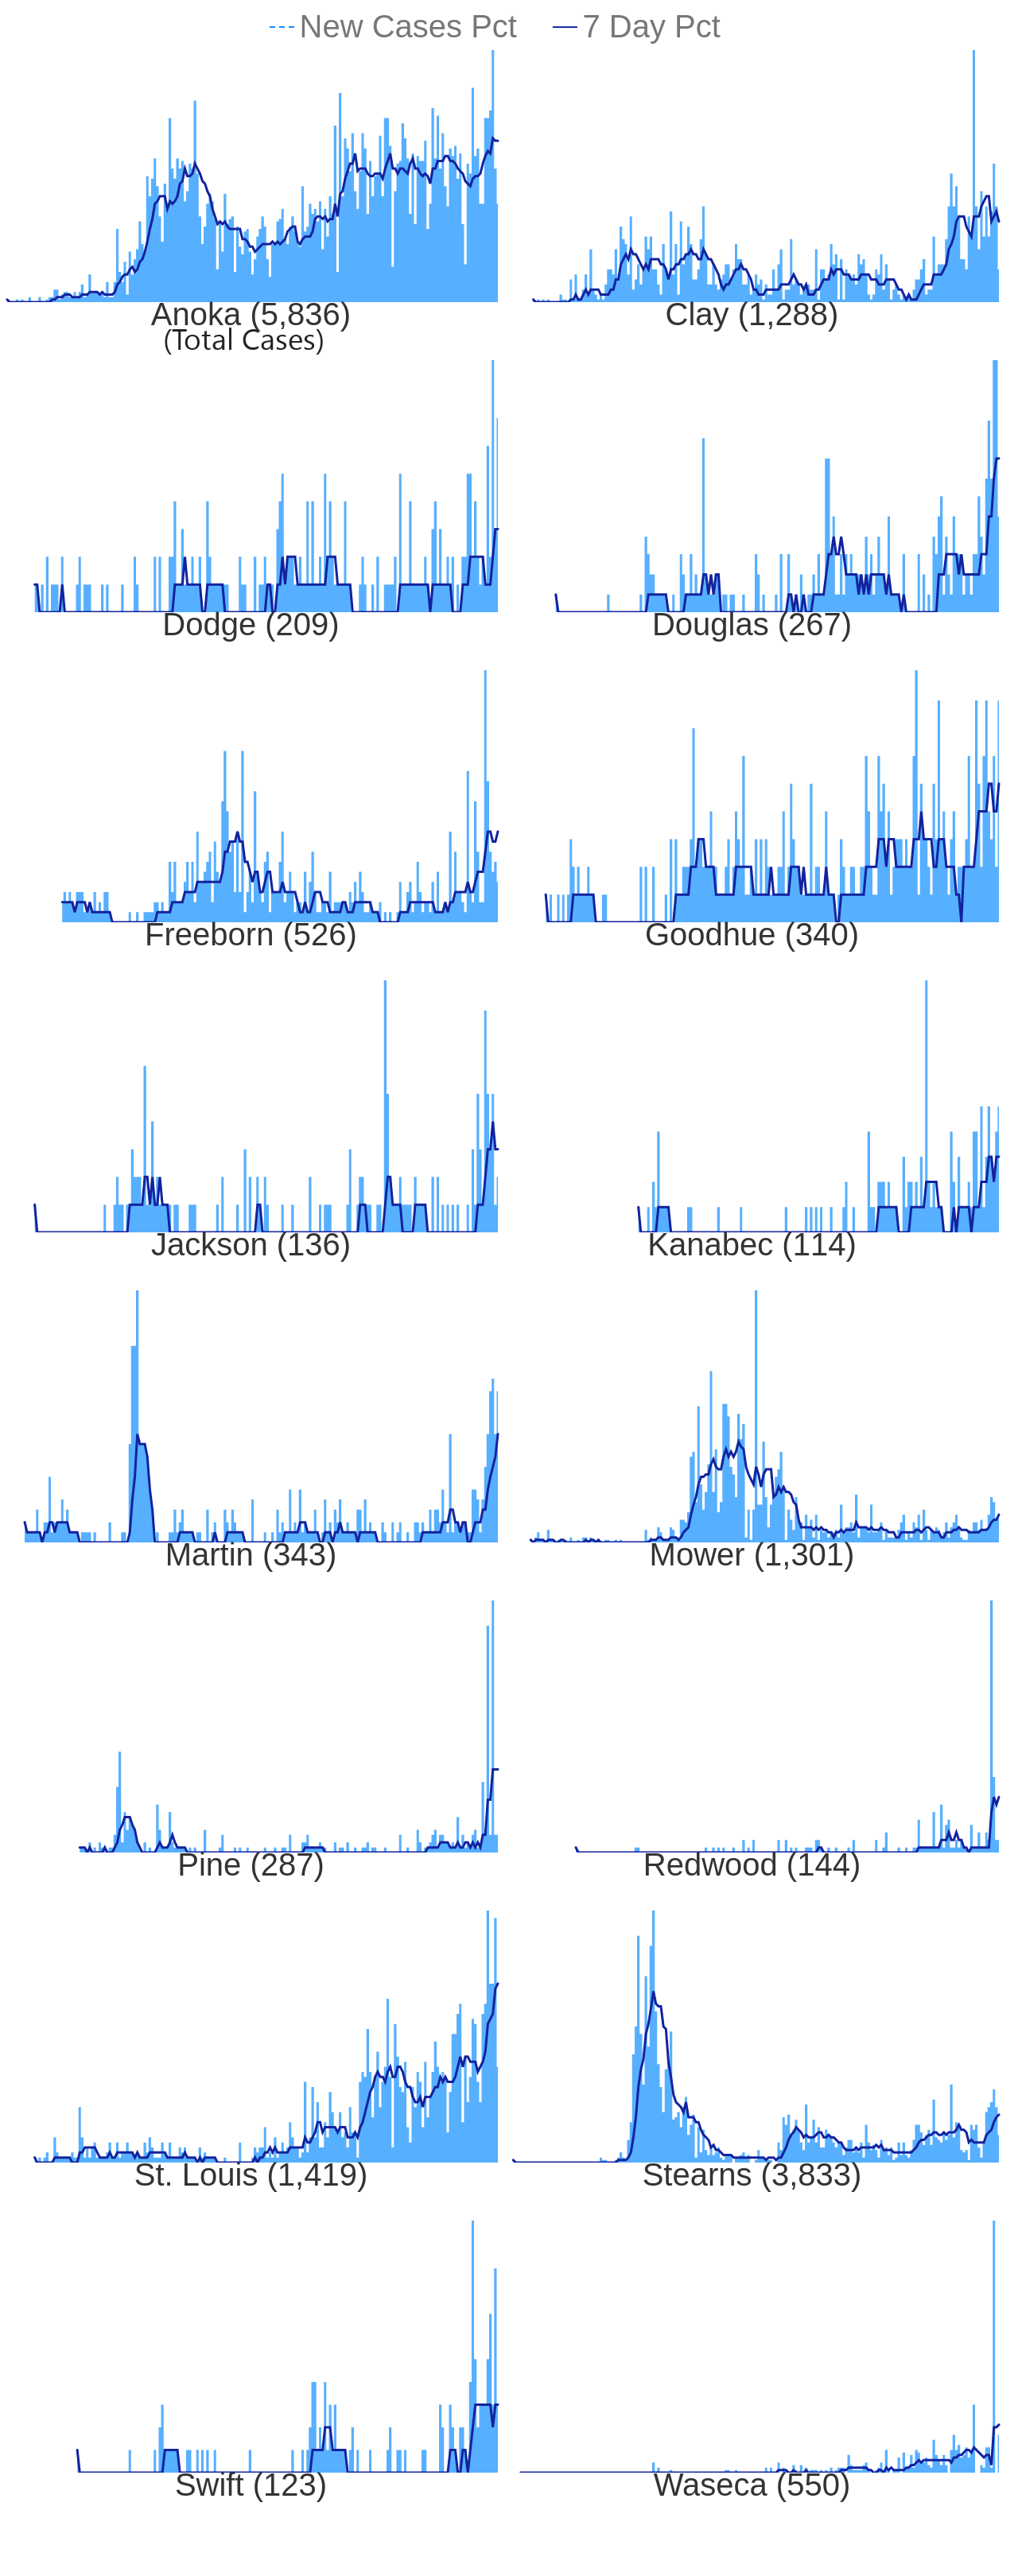 New Cases Pct 7 Day Pct
Anoka (5,836) Clay (1,288)
(Total Cases)
Dodge (209) Douglas (267)
Freeborn (526) Goodhue (340)
Jackson (136) Kanabec (114)
Martin (343) Mower (1,301)
Pine (287) Redwood (144)
St. Louis (1,419) Stearns (3,833)
Swift (123) Waseca (550)